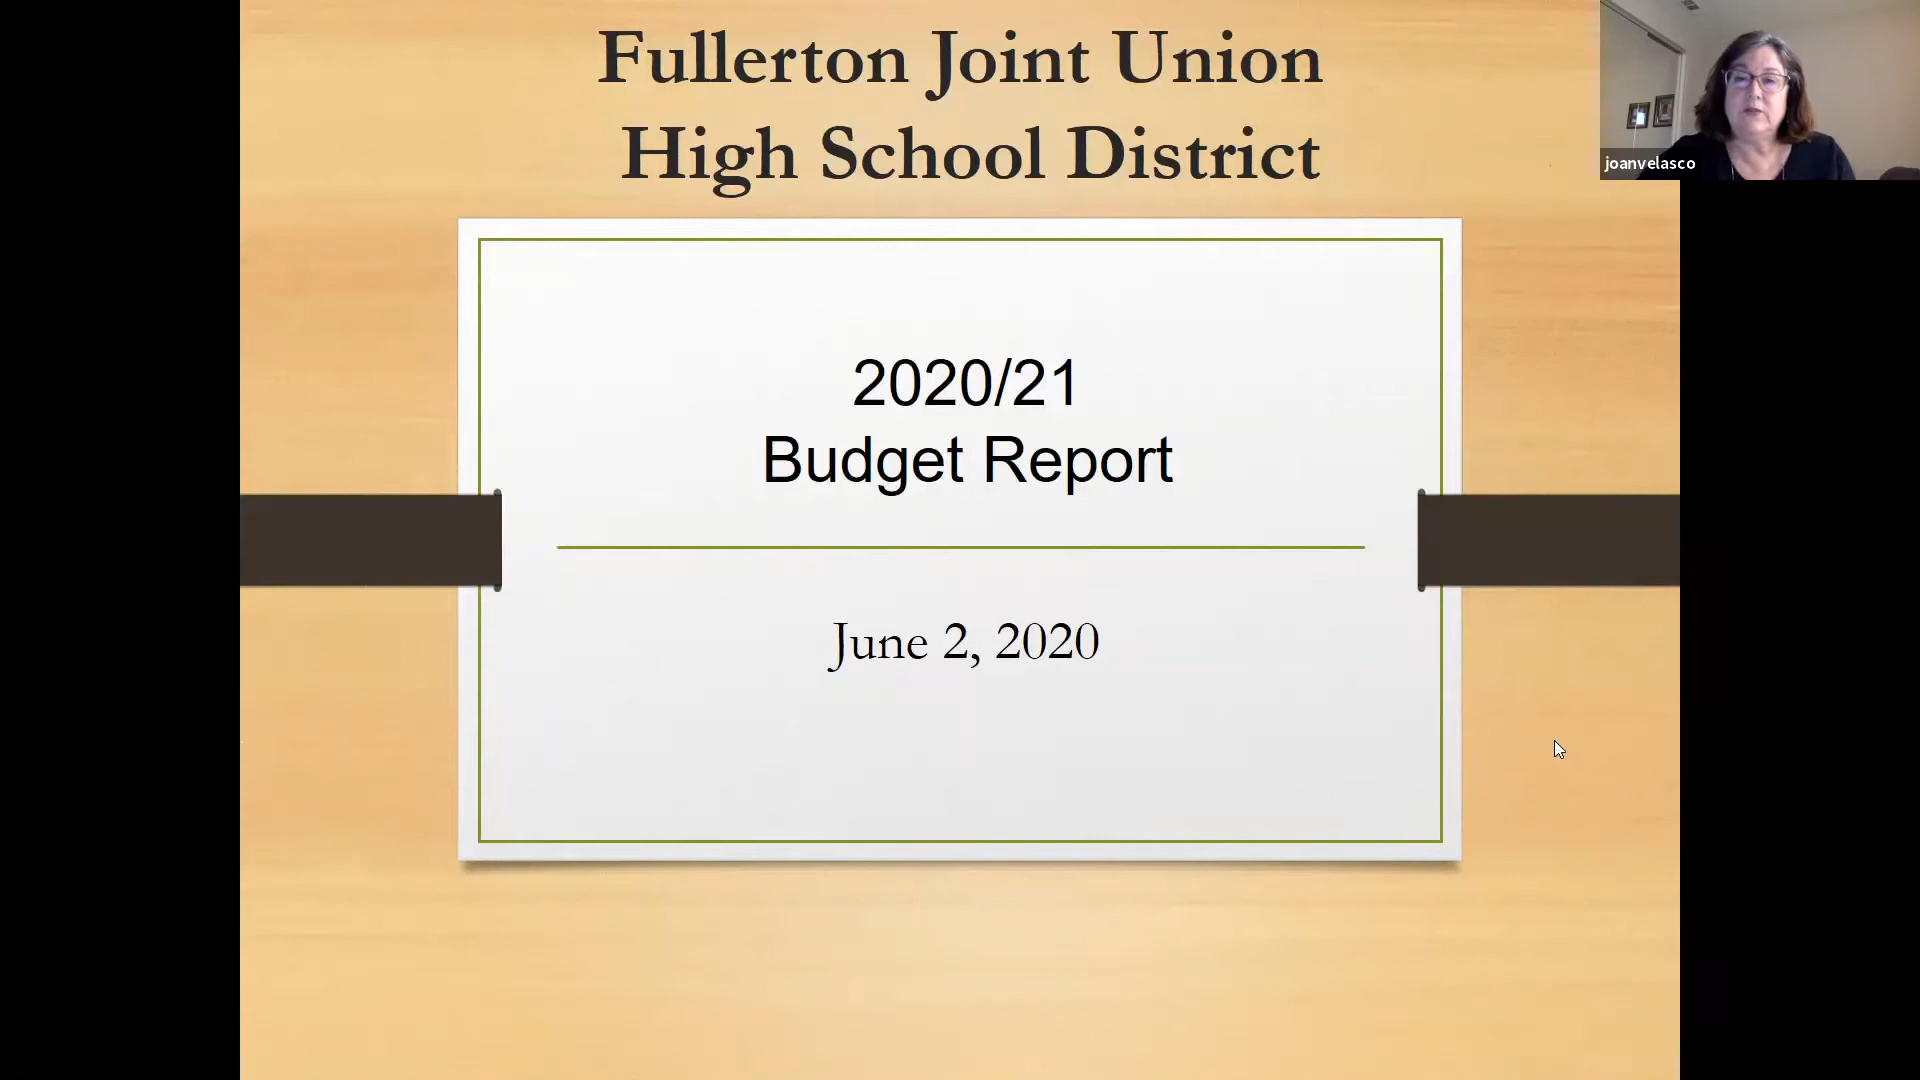 Fullerton Joint Union
High School District
joanvelasco
2020/21
Budget Report
June 2, 2020